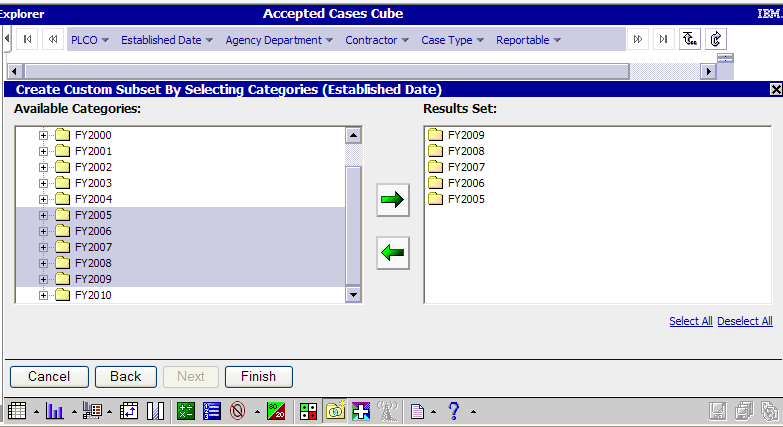 Explorer Accepted Cases Cube IBM.
PLCO Established Date Agency Department Contractor Case Type Reportable
Create Custom Subset By Selecting Categories (Established Date)
Available Categories: Results Set:
FY2000 FY2009
FY2001 FY2008
FY2002 FY2007
FY2003 FY2006
FY2004 FY2005
FY2005
FY2006
FY2007
FY2008
FY2009
FY2010
Select All Deselect All
Cancel Back Next Finish